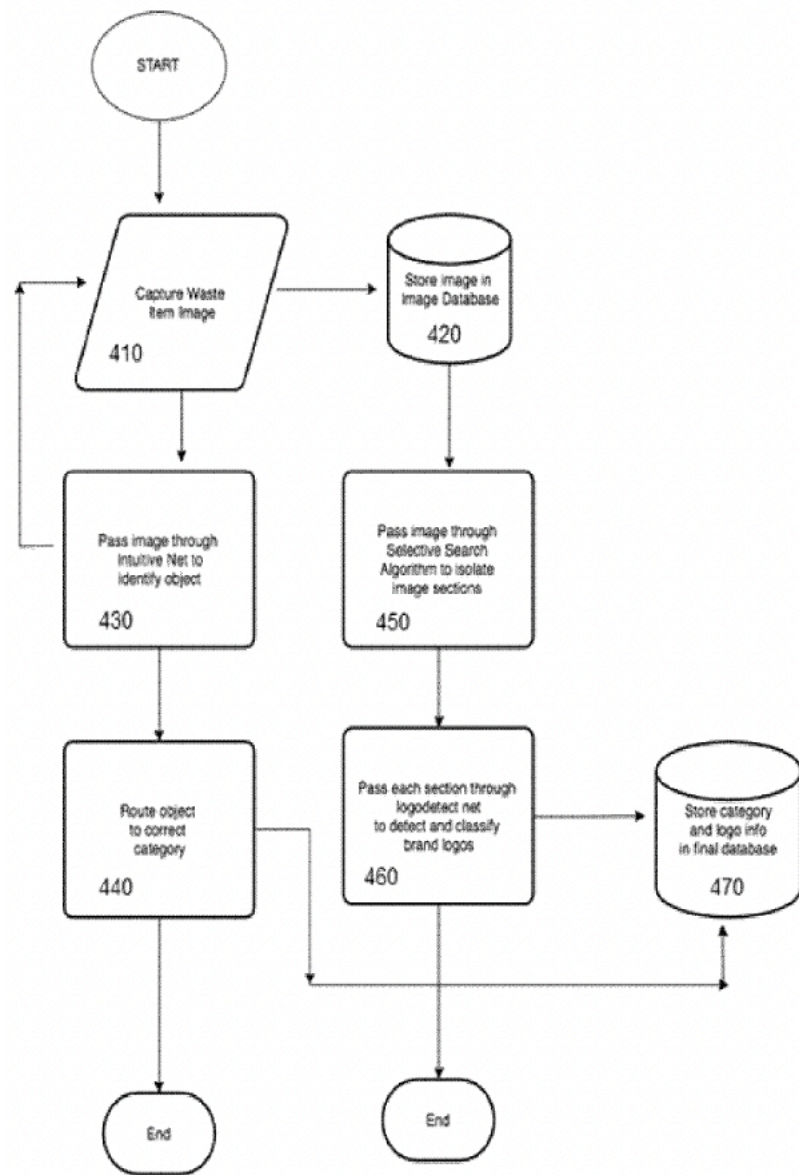 START
Capture Waste
Item Image
410
Store image in
Image Database
420
Pass image through
Intuitive Net to
identify object
430
Pass image through
Selective Search
Algorithm to isolate
image sections
450
Route object
to correct
category
440
Pass each section through
logodetect net
to detect and classify
brand logos
460
Store category
and logo info
in final database
470
End
End